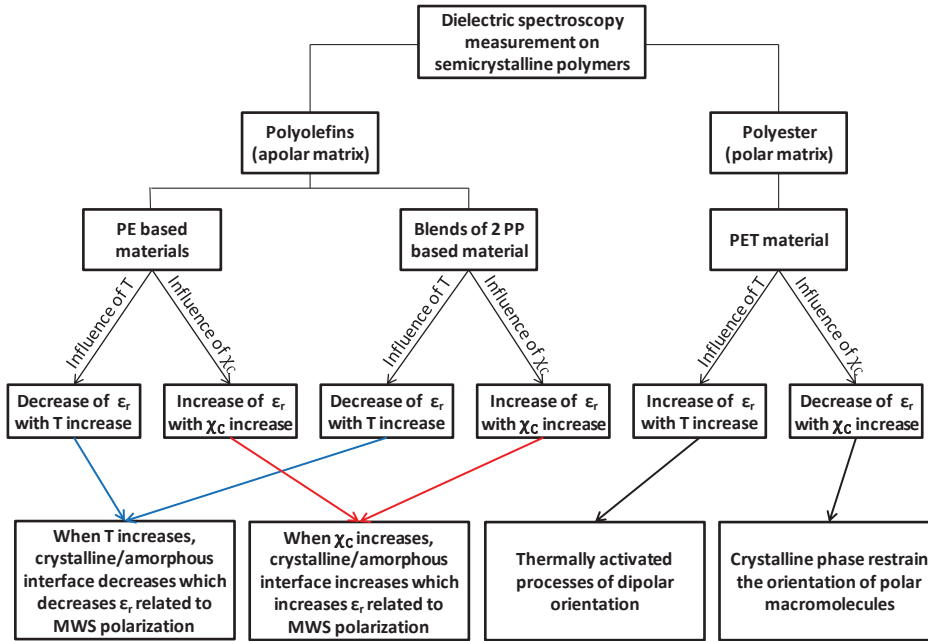 Dielectric spectroscopy
measurement on
semicrystalline polymers
Polyolefins
(apolar matrix)
Polyester
(polar matrix)
PE based
materials
Blends of 2 PP
based material
PET material
Influence of T
Influence of χC
Influence of T
Influence of χC
Influence of T
Influence of χC
Decrease of εr
with T increase
Increase of εr
with χC increase
Decrease of εr
with T increase
Increase of εr
with χC increase
Increase of εr
with T increase
Decrease of εr
with χC increase
When T increases,
crystalline/amorphous
interface decreases which
decreases εr related to
MWS polarization
When χC increases,
crystalline/amorphous
interface increases which
increases εr related to
MWS polarization
Thermally activated
processes of dipolar
orientation
Crystalline phase restrain
the orientation of polar
macromolecules